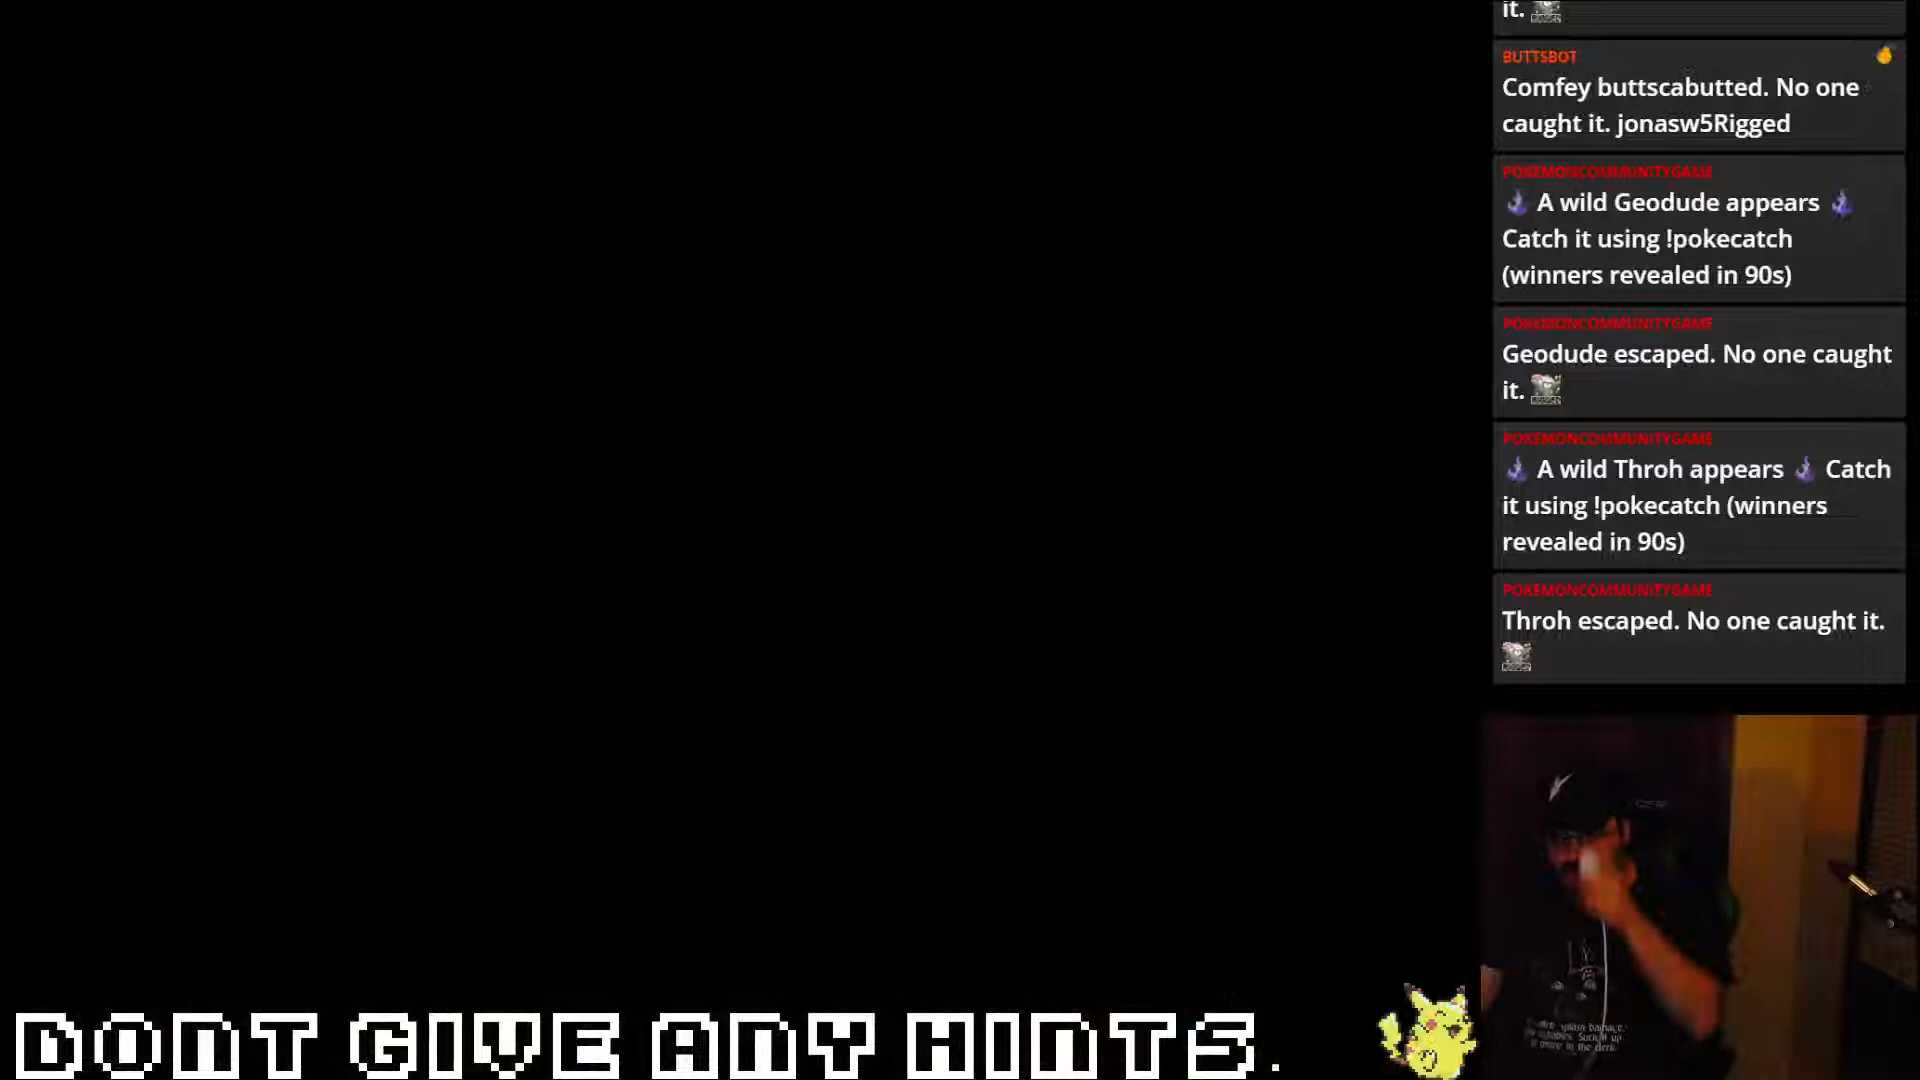 it.
BUTTSBOT
Comfey buttscabutted. No one
caught it. jonasw5Rigged
POKEMONCOMMUNITYGAME
A wild Geodude appears
Catch it using !pokecatch
(winners revealed in 90s)
POKEMONCOMMUNITYGAME
Geodude escaped. No one caught
it.
POKEMONCOMMUNITYGAME
A wild Throh appears Catch
it using !pokecatch (winners
revealed in 90s)
POKEMONCOMMUNITYGAME
Throh escaped. No one caught it.
splash damage.
DONT GIVE ANY HINTS.